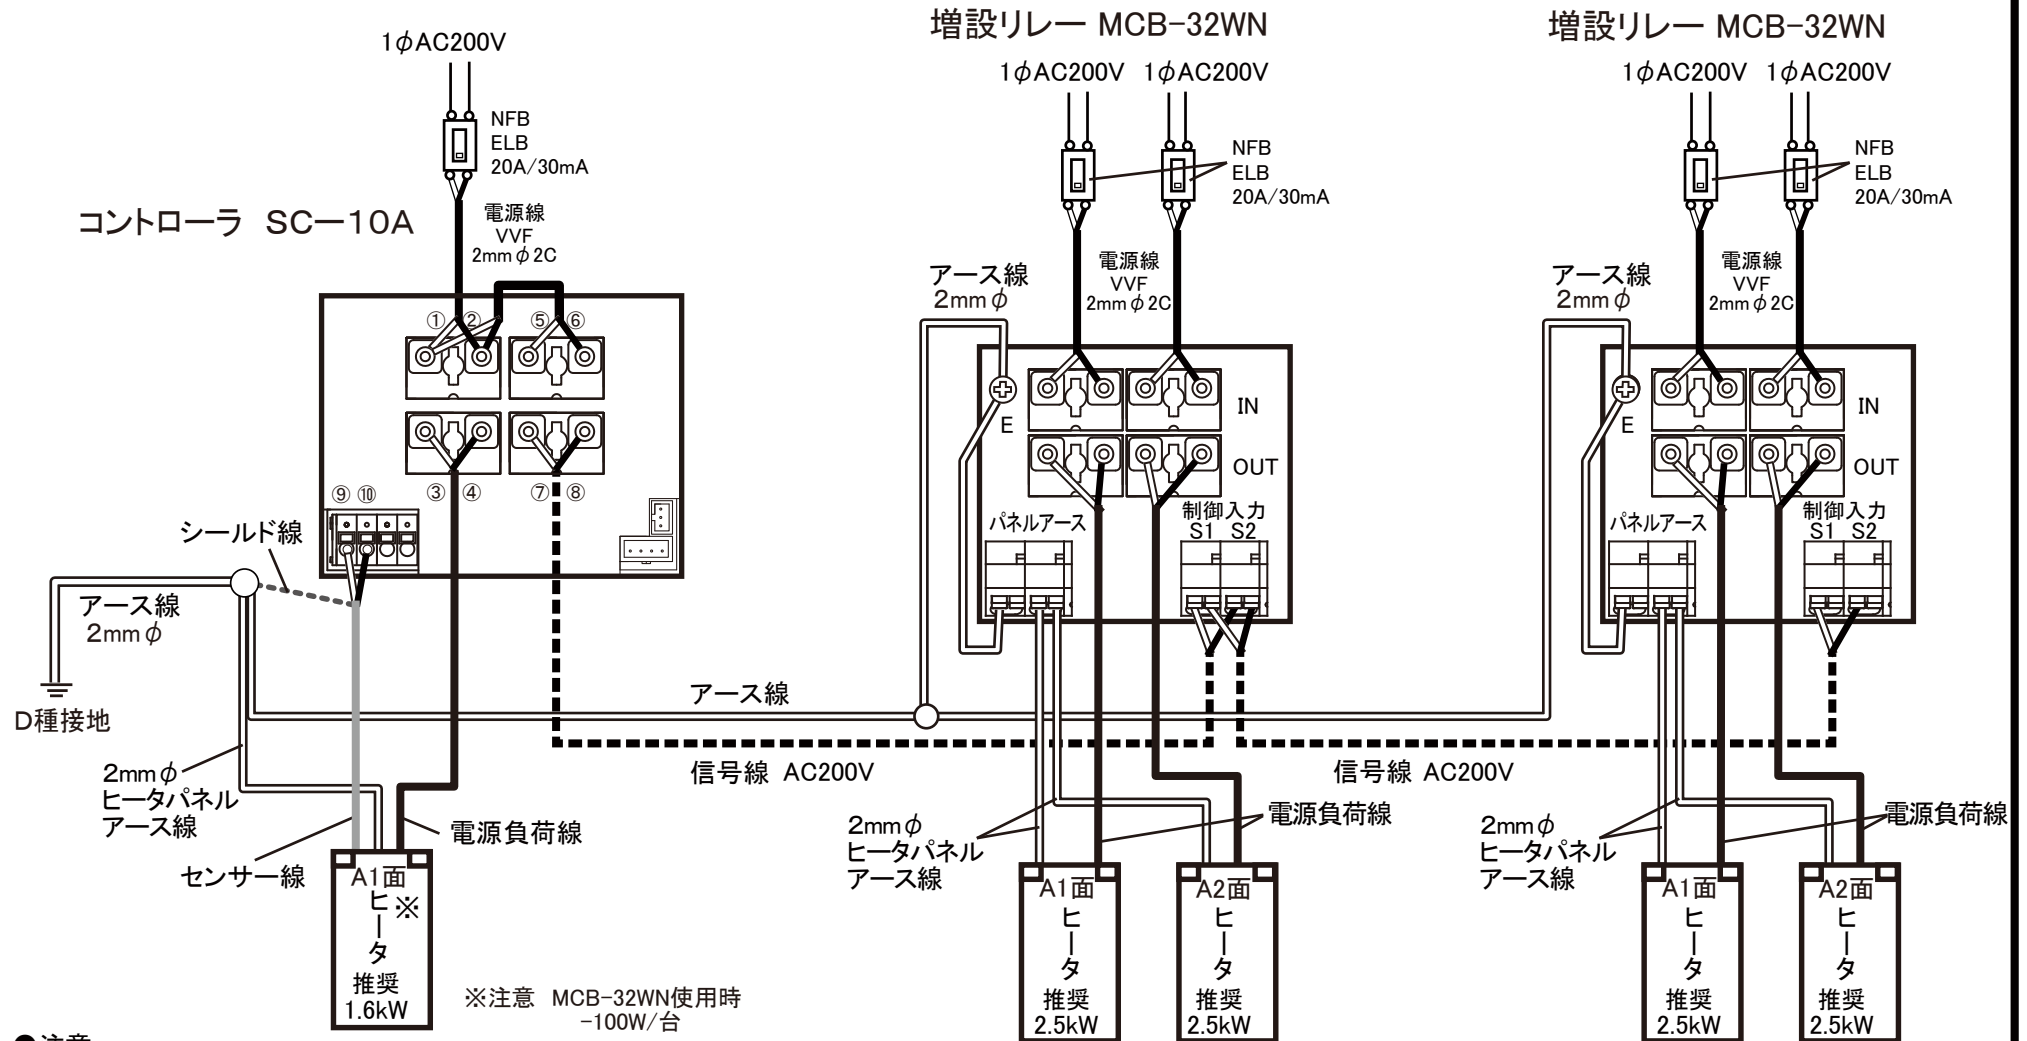 増設リレー MCB-32WN
増設リレー MCB-32WN
1φAC200V
1φAC200V 1φAC200V
1φAC200V 1φAC200V
NFB
ELB
20A/30mA
NFB
ELB
20A/30mA
NFB
ELB
20A/30mA
コントローラ SCー10A
電源線
VVF
2mmφ2C
アース線
2mmφ
電源線
VVF
2mmφ2C
アース線
2mmφ
電源線
VVF
2mmφ2C
① ② ⑤ ⑥
③ ④ ⑦ ⑧
⑨ ⑩
E
IN
OUT
パネルアース
制御入力
S1 S2
E
IN
OUT
パネルアース
制御入力
S1 S2
シールド線
アース線
2mmφ
D種接地
アース線
信号線 AC200V
信号線 AC200V
2mmφ
ヒータパネル
アース線
センサー線
電源負荷線
2mmφ
ヒータパネル
アース線
電源負荷線
2mmφ
ヒータパネル
アース線
電源負荷線
A1面
ヒータ※
推奨
1.6kW
※注意 MCB-32WN使用時
-100W/台
A1面
ヒータ
推奨
2.5kW
A2面
ヒータ
推奨
2.5kW
A1面
ヒータ
推奨
2.5kW
A2面
ヒータ
推奨
2.5kW
●注意